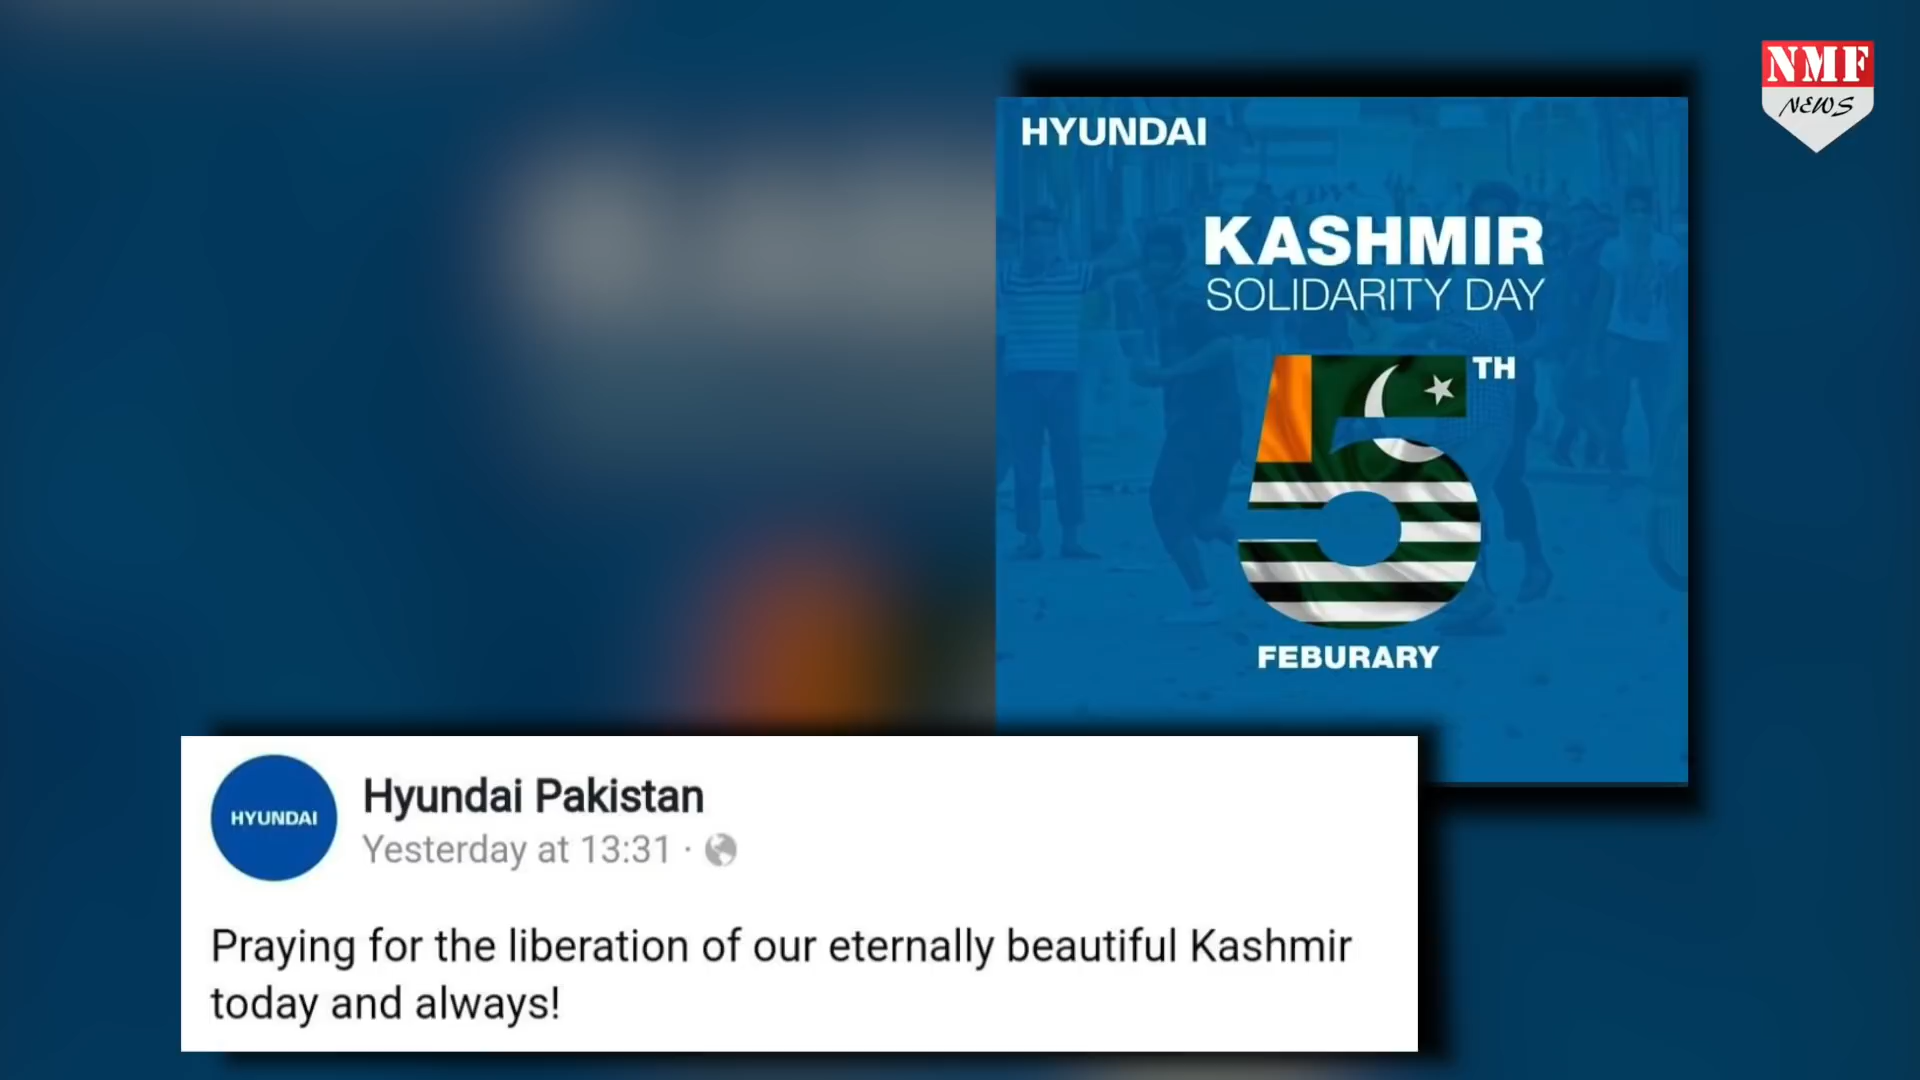 NMF
NEWS
HYUNDAI
KASHMIR
SOLIDARITY DAY
5TH
FEBURARY
HYUNDAI
Hyundai Pakistan
Yesterday at 13:31 ·
Praying for the liberation of our eternally beautiful Kashmir
today and always!